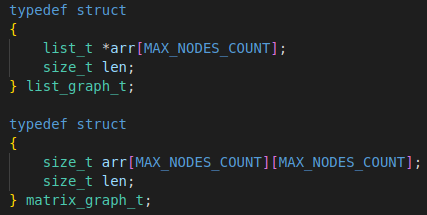 typedef struct
{
    list_t *arr[MAX_NODES_COUNT];
    size_t len;
} list_graph_t;

typedef struct
{
    size_t arr[MAX_NODES_COUNT][MAX_NODES_COUNT];
    size_t len;
} matrix_graph_t;